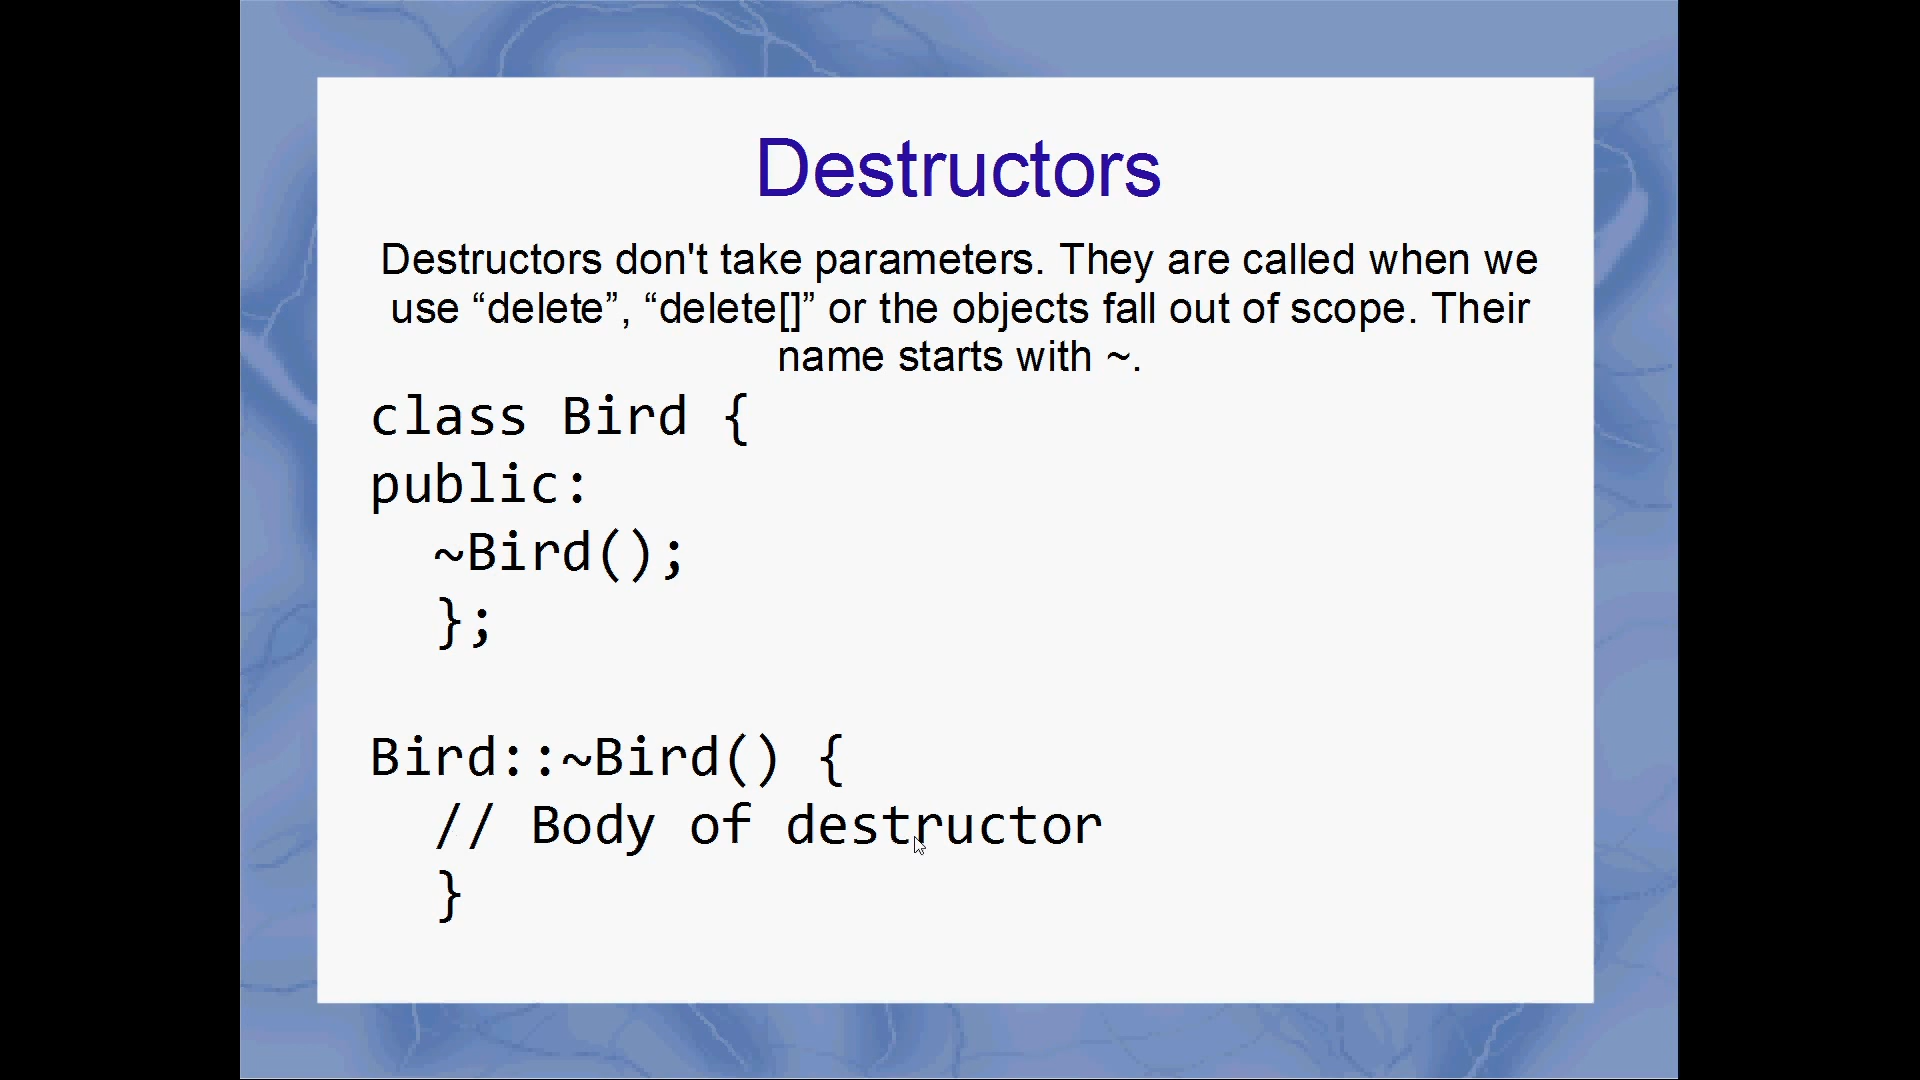 Destructors
Destructors don't take parameters. They are called when we
use “delete”, “delete[]” or the objects fall out of scope. Their
name starts with ~.
class Bird {
public:
  ~Bird();
  };
Bird::~Bird() {
  // Body of destructor
  }